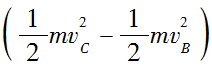 ( 1/2 mv_C^2 − 1/2 mv_B^2 )